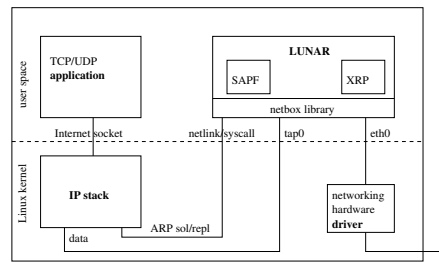 user space
TCP/UDP
application
LUNAR
SAPF
XRP
netbox library
Internet socket
netlink/syscall
tap0
eth0
Linux kernel
IP stack
networking
hardware
driver
ARP sol/repl
data